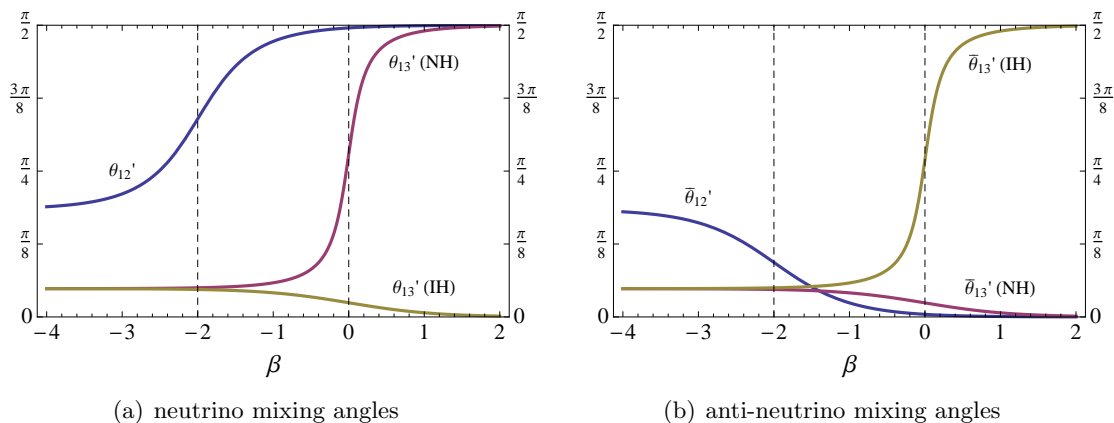 π/2
3π/8
π/4
π/8
0
θ₁₃' (NH)
θ₁₂'
θ₁₃' (IH)
π/2
3π/8
π/4
π/8
0
−4 −3 −2 −1 0 1 2
β
(a) neutrino mixing angles
π/2
3π/8
π/4
π/8
0
θ̄₁₃' (IH)
θ̄₁₂'
θ̄₁₃' (NH)
π/2
3π/8
π/4
π/8
0
−4 −3 −2 −1 0 1 2
β
(b) anti-neutrino mixing angles